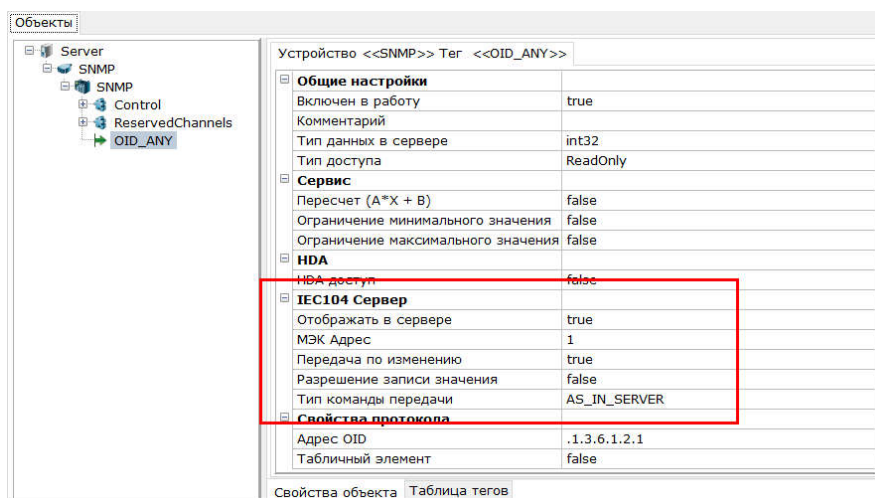 Объекты
Server
SNMP
SNMP
Control
ReservedChannels
OID_ANY
Устройство <<SNMP>> Тег <<OID_ANY>>
Общие настройки
Включен в работу true
Комментарий
Тип данных в сервере int32
Тип доступа ReadOnly
Сервис
Пересчет (A*X + B) false
Ограничение минимального значения false
Ограничение максимального значения false
HDA
HDA доступ false
IEC104 Сервер
Отображать в сервере true
МЭК Адрес 1
Передача по изменению true
Разрешение записи значения false
Тип команды передачи AS_IN_SERVER
Свойства протокола
Адрес OID .1.3.6.1.2.1
Табличный элемент false
Свойства объекта Таблица тегов